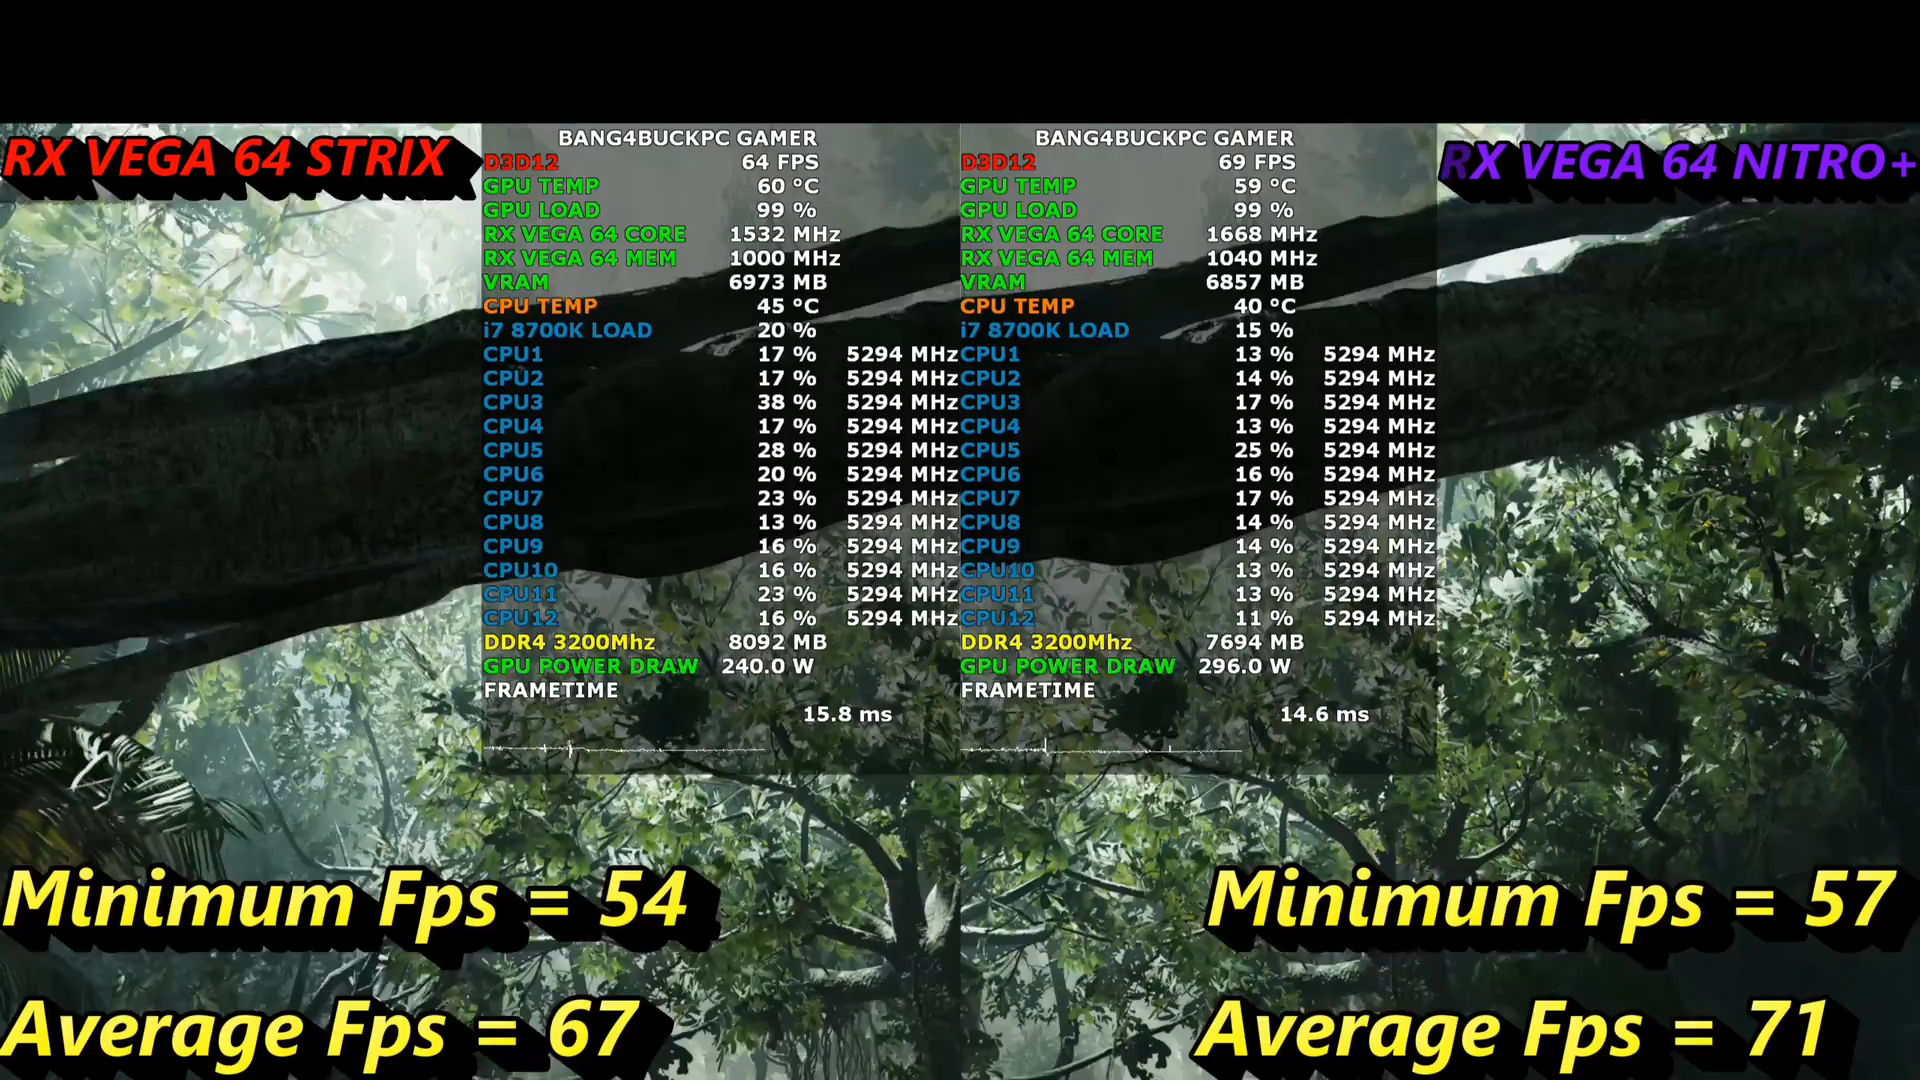 RX VEGA 64 STRIX
BANG4BUCKPC GAMER
D3D12 64 FPS
GPU TEMP 60 °C
GPU LOAD 99 %
RX VEGA 64 CORE 1532 MHz
RX VEGA 64 MEM 1000 MHz
VRAM 6973 MB
CPU TEMP 45 °C
i7 8700K LOAD 20 %
CPU1 17 % 5294 MHz
CPU2 17 % 5294 MHz
CPU3 38 % 5294 MHz
CPU4 17 % 5294 MHz
CPU5 28 % 5294 MHz
CPU6 20 % 5294 MHz
CPU7 23 % 5294 MHz
CPU8 13 % 5294 MHz
CPU9 16 % 5294 MHz
CPU10 16 % 5294 MHz
CPU11 23 % 5294 MHz
CPU12 16 % 5294 MHz
DDR4 3200Mhz 8092 MB
GPU POWER DRAW 240.0 W
FRAMETIME
15.8 ms
Minimum Fps = 54
Average Fps = 67
RX VEGA 64 NITRO+
BANG4BUCKPC GAMER
D3D12 69 FPS
GPU TEMP 59 °C
GPU LOAD 99 %
RX VEGA 64 CORE 1668 MHz
RX VEGA 64 MEM 1040 MHz
VRAM 6857 MB
CPU TEMP 40 °C
i7 8700K LOAD 15 %
CPU1 13 % 5294 MHz
CPU2 14 % 5294 MHz
CPU3 17 % 5294 MHz
CPU4 13 % 5294 MHz
CPU5 25 % 5294 MHz
CPU6 16 % 5294 MHz
CPU7 17 % 5294 MHz
CPU8 14 % 5294 MHz
CPU9 14 % 5294 MHz
CPU10 13 % 5294 MHz
CPU11 13 % 5294 MHz
CPU12 11 % 5294 MHz
DDR4 3200Mhz 7694 MB
GPU POWER DRAW 296.0 W
FRAMETIME
14.6 ms
Minimum Fps = 57
Average Fps = 71